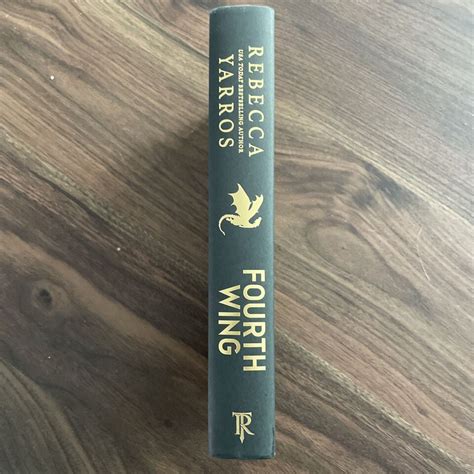 REBECCA
USA TODAY BESTSELLING AUTHOR
YARROS
FOURTH
WING